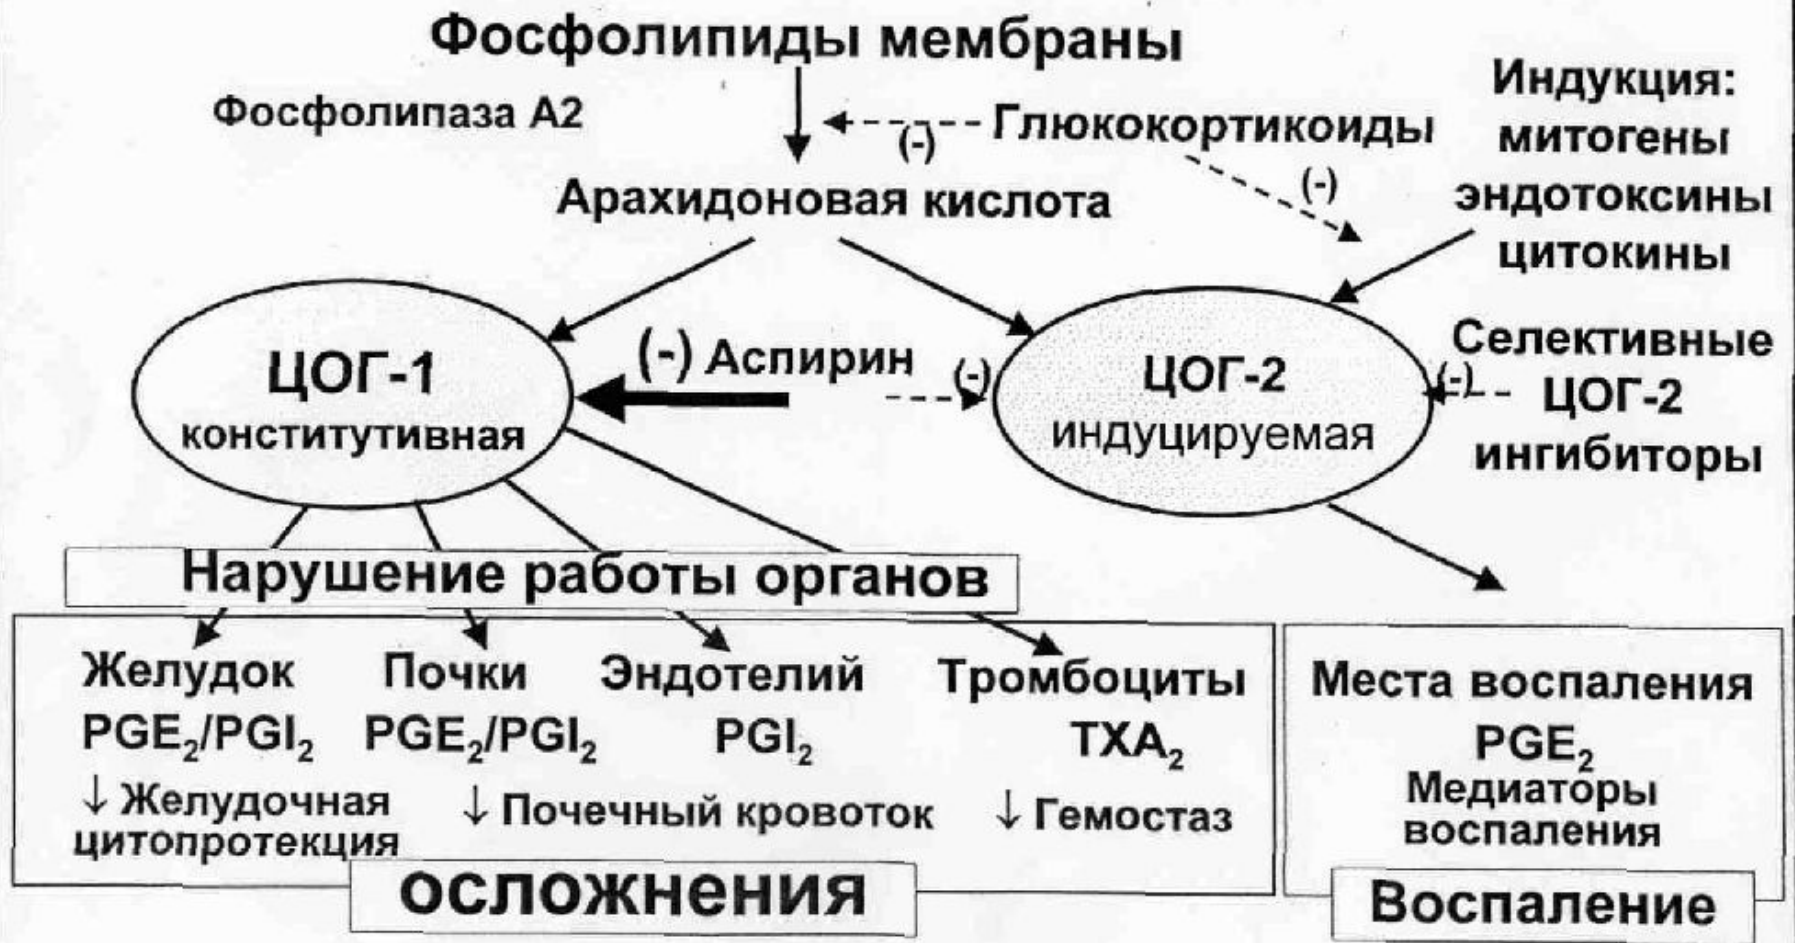 Фосфолипиды мембраны
Фосфолипаза А2
(-)
Глюкокортикоиды
(-)
Индукция:
митогены
эндотоксины
цитокины
Арахидоновая кислота
ЦОГ-1
конститутивная
(-) Аспирин
(-)
ЦОГ-2
индуцируемая
(-)
Селективные
ЦОГ-2
ингибиторы
Нарушение работы органов
Желудок
PGE₂/PGI₂
↓ Желудочная
цитопротекция
Почки
PGE₂/PGI₂
↓ Почечный кровоток
Эндотелий
PGI₂
Тромбоциты
TXA₂
↓ Гемостаз
осложнения
Места воспаления
PGE₂
Медиаторы
воспаления
Воспаление